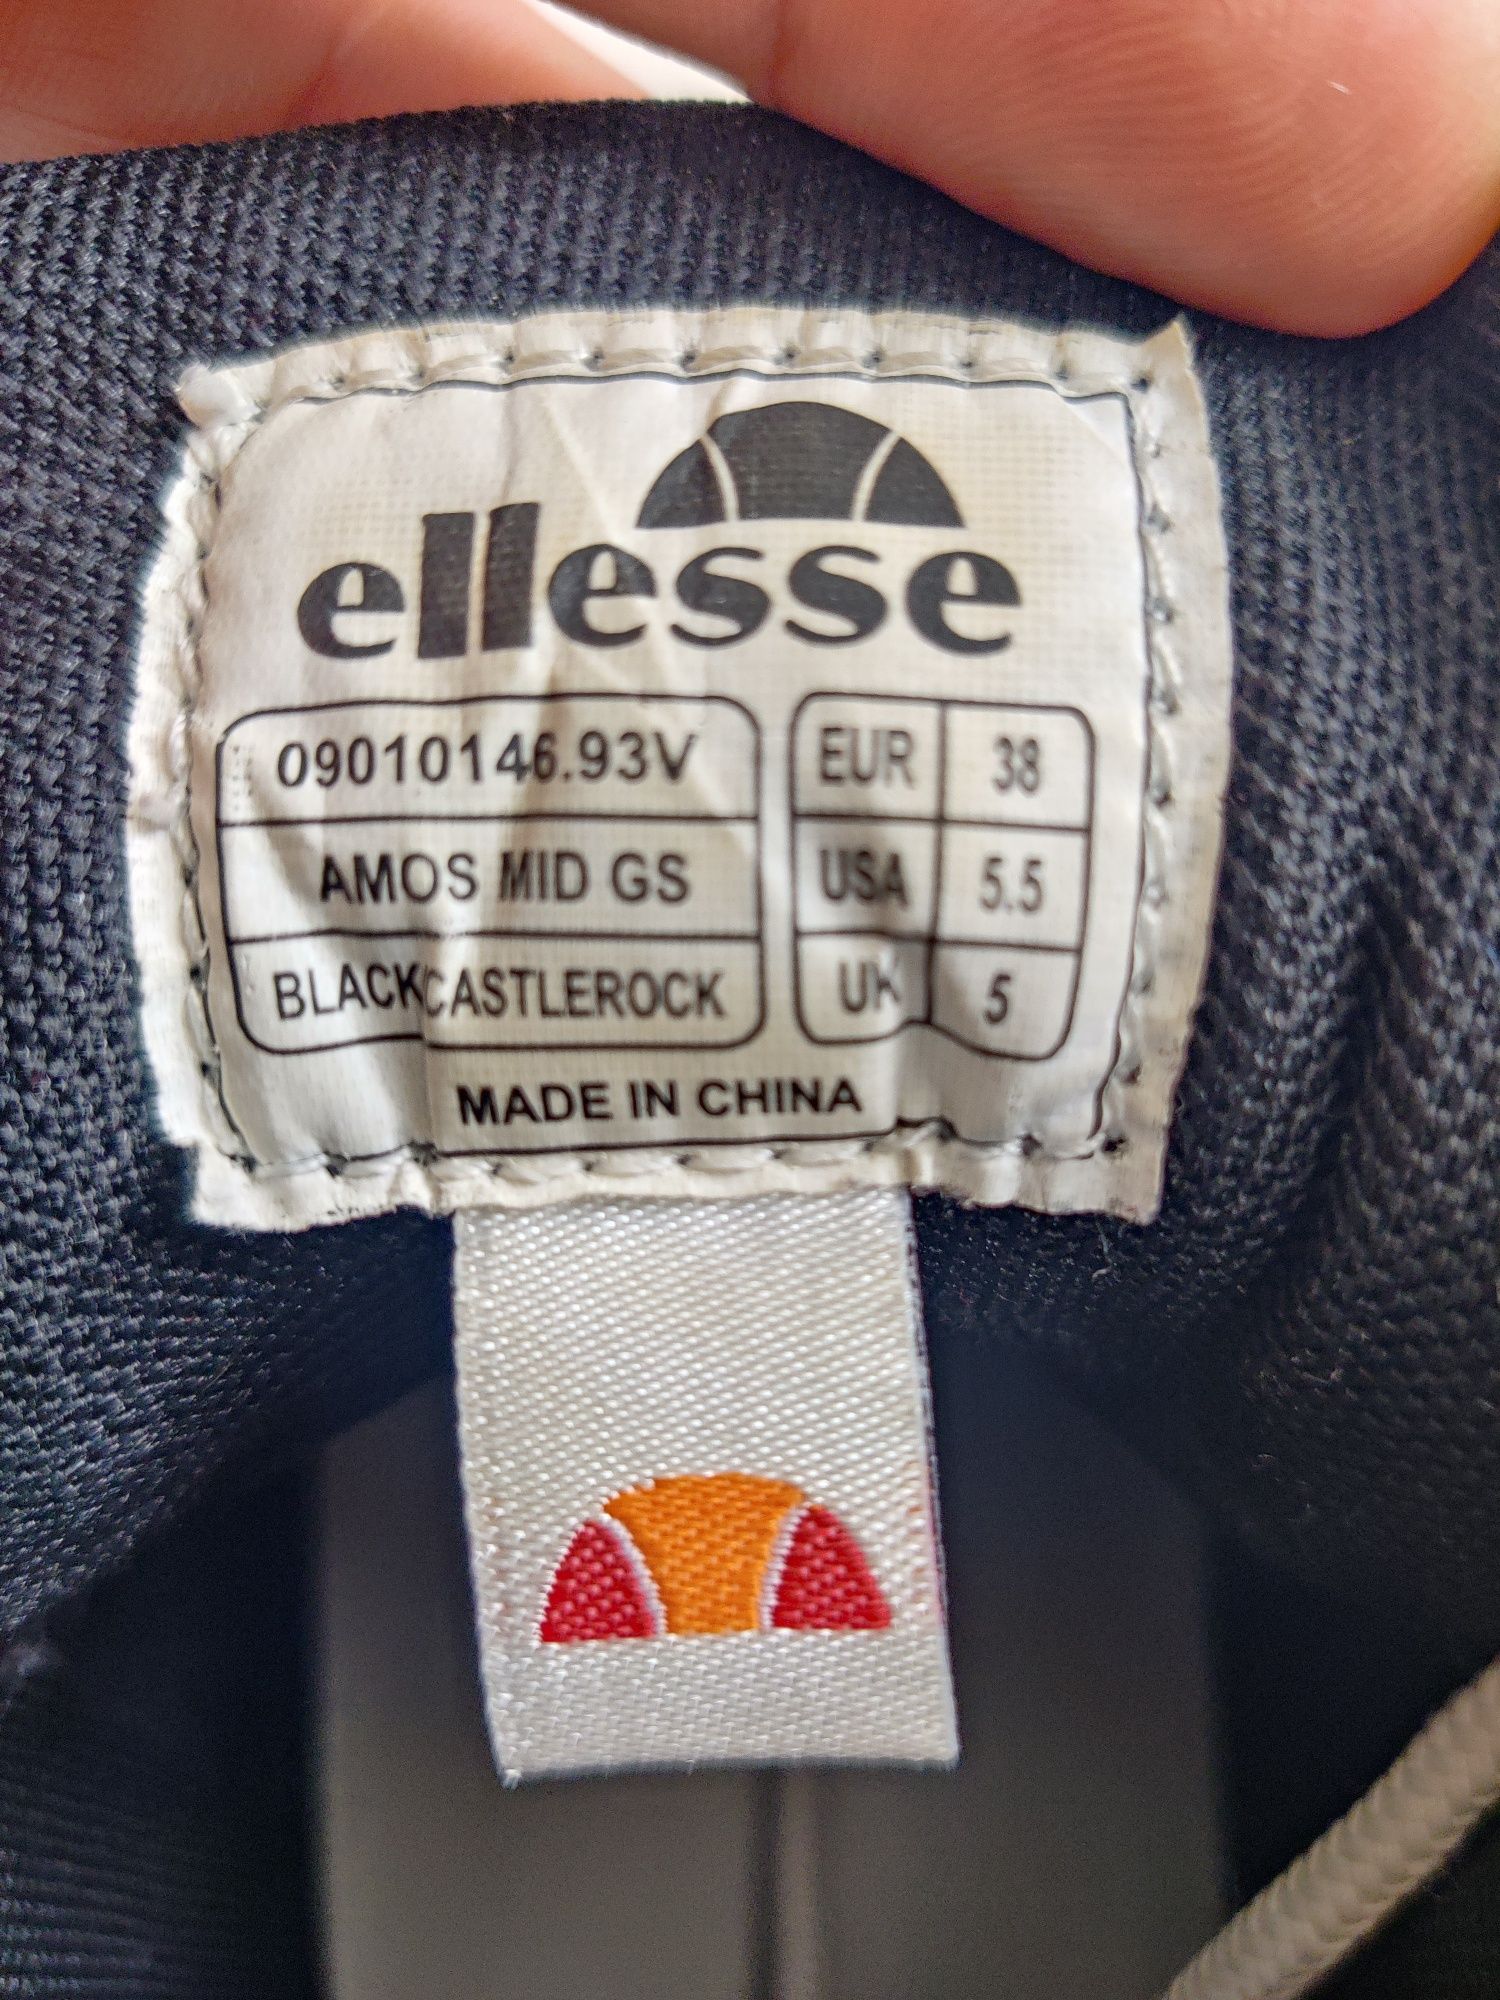 ellesse
09010146.93V
AMOS MID GS
BLACK/CASTLEROCK
EUR 38
USA 5.5
UK 5
MADE IN CHINA